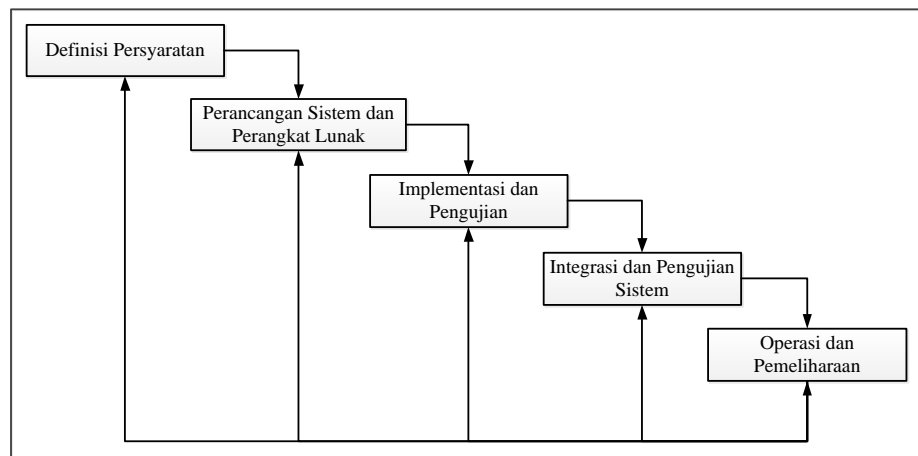 Definisi Persyaratan
Perancangan Sistem dan
Perangkat Lunak
Implementasi dan
Pengujian
Integrasi dan Pengujian
Sistem
Operasi dan
Pemeliharaan